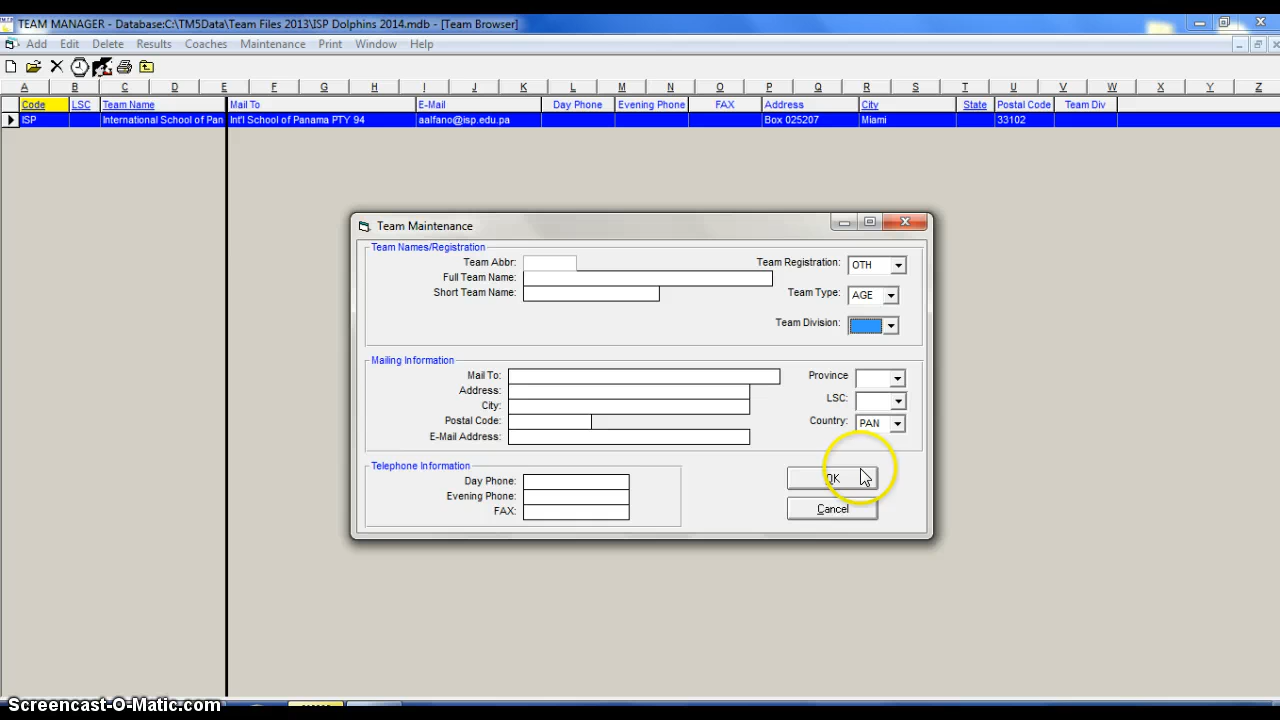 TEAM MANAGER - Database:C:\TM5Data\Team Files 2013\ISP Dolphins 2014.mdb - [Team Browser]
Add Edit Delete Results Coaches Maintenance Print Window Help
A B C D E F G H I J K L M N O P Q R S T U V W X Y Z
Code LSC Team Name Mail To E-Mail Day Phone Evening Phone FAX Address City State Postal Code Team Div
ISP International School of Pan Int'l School of Panama PTY 94 aalfano@isp.edu.pa Box 025207 Miami 33102
Team Maintenance
Team Names/Registration
Team Abbr: Team Registration: OTH
Full Team Name:
Short Team Name: Team Type: AGE
Team Division:
Mailing Information
Mail To: Province
Address:
City: LSC:
Postal Code: Country: PAN
E-Mail Address:
Telephone Information
Day Phone: OK
Evening Phone:
FAX: Cancel
Screencast-O-Matic.com